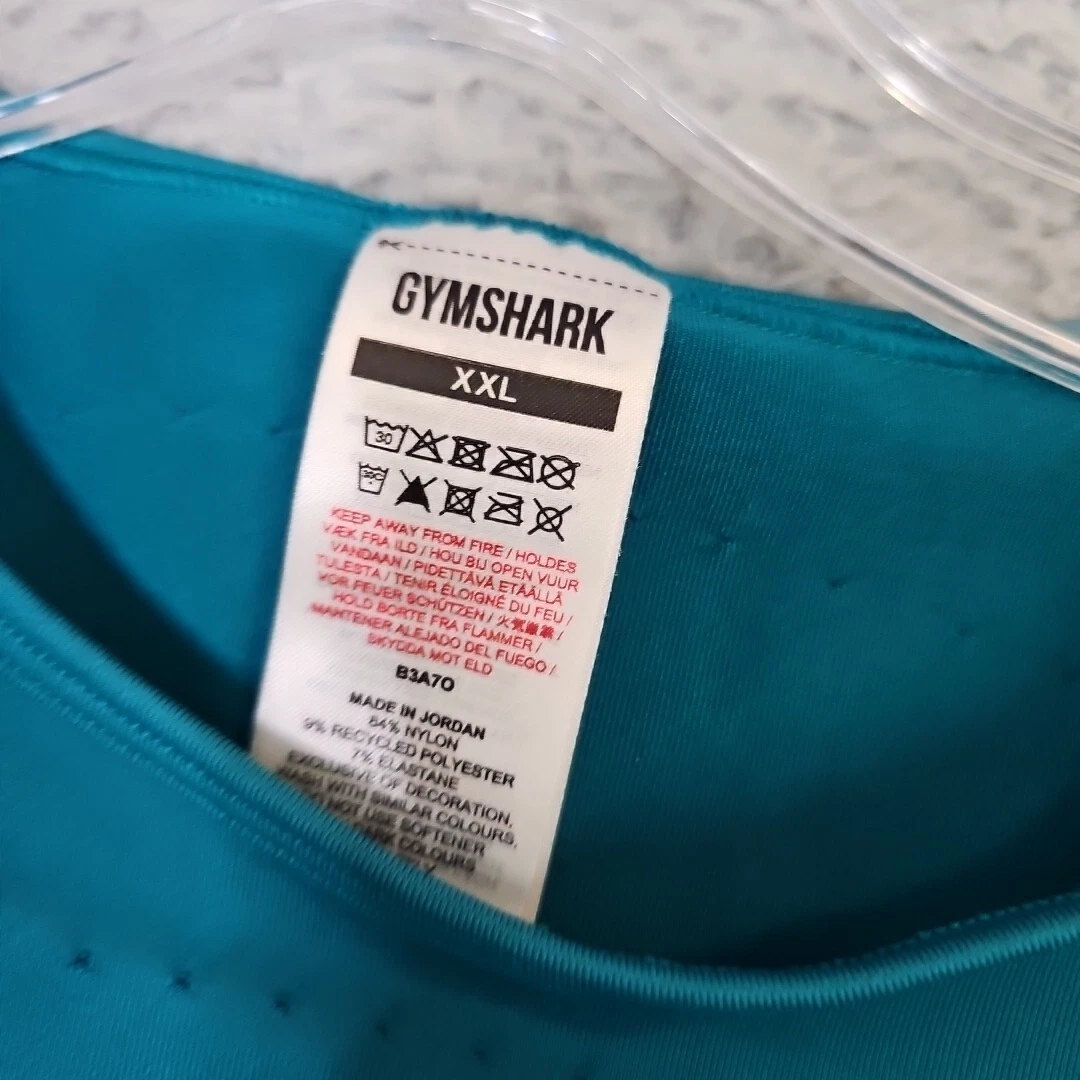 GYMSHARK
XXL
30
30°C
KEEP AWAY FROM FIRE / HOLDES
VÆK FRA ILD / HOU BIJ OPEN VUUR
VANDAAN / PIDETTÄVÄ ETÄÄLLÄ
TULESTA / TENIR ÉLOIGNÉ DU FEU /
VOR FEUER SCHÜTZEN / 火気厳禁 /
HOLD BORTE FRA FLAMMER /
MANTENER ALEJADO DEL FUEGO /
SKYDDA MOT ELD
B3A7O
MADE IN JORDAN
84% NYLON
9% RECYCLED POLYESTER
7% ELASTANE
EXCLUSIVE OF DECORATION.
WASH WITH SIMILAR COLOURS.
NOT USE SOFTENER
COLOURS